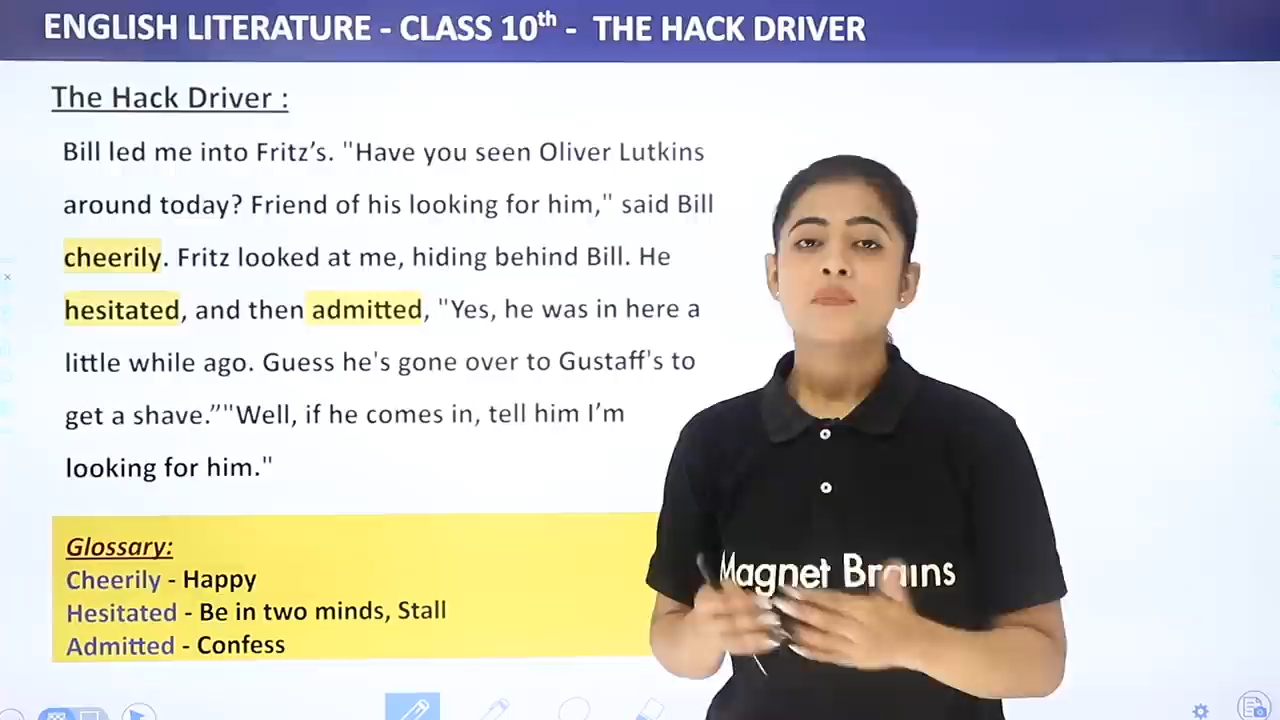 ENGLISH LITERATURE - CLASS 10th - THE HACK DRIVER
The Hack Driver :
Bill led me into Fritz’s. "Have you seen Oliver Lutkins
around today? Friend of his looking for him," said Bill
cheerily. Fritz looked at me, hiding behind Bill. He
hesitated, and then admitted, "Yes, he was in here a
little while ago. Guess he's gone over to Gustaff's to
get a shave.”"Well, if he comes in, tell him I’m
looking for him."
Glossary:
Cheerily - Happy
Hesitated - Be in two minds, Stall
Admitted - Confess
Magnet Brains